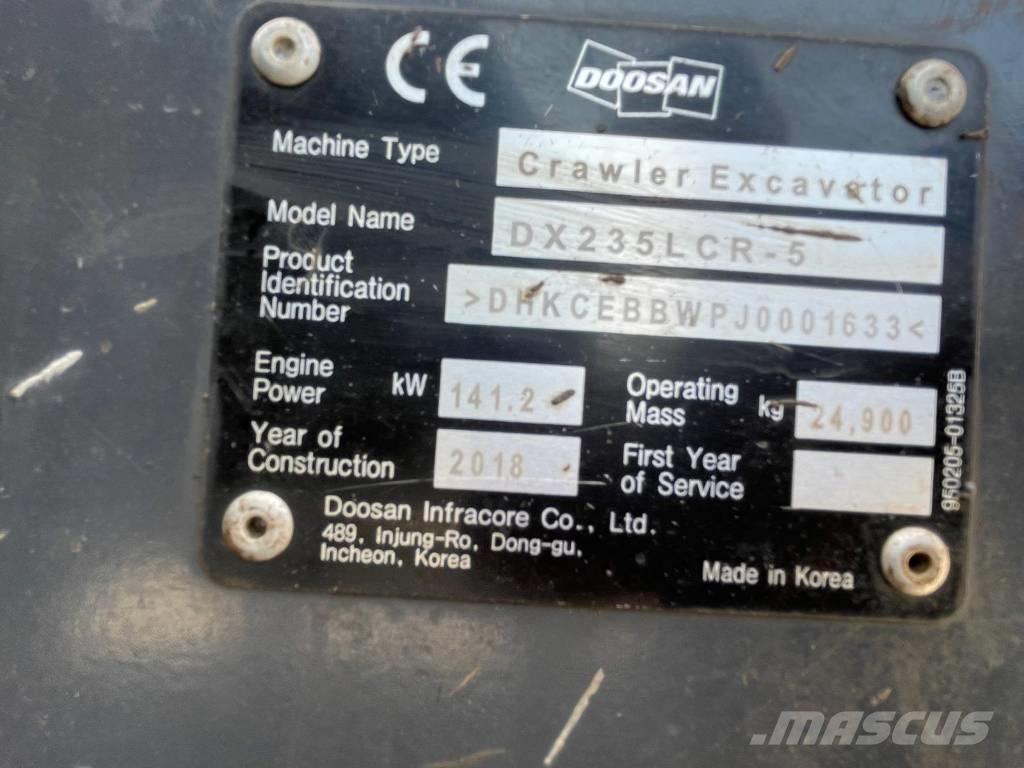 CE DOOSAN
Machine Type Crawler Excavator
Model Name DX235LCR-5
Product
Identification
Number >DHKCEBBWPJ0001633<
Engine
Power kW 141.2
Operating
Mass kg 24,900
Year of
Construction 2018
First Year
of Service
950205-01325B
Doosan Infracore Co., Ltd.
489, Injung-Ro, Dong-gu,
Incheon, Korea
Made in Korea
MASCUS